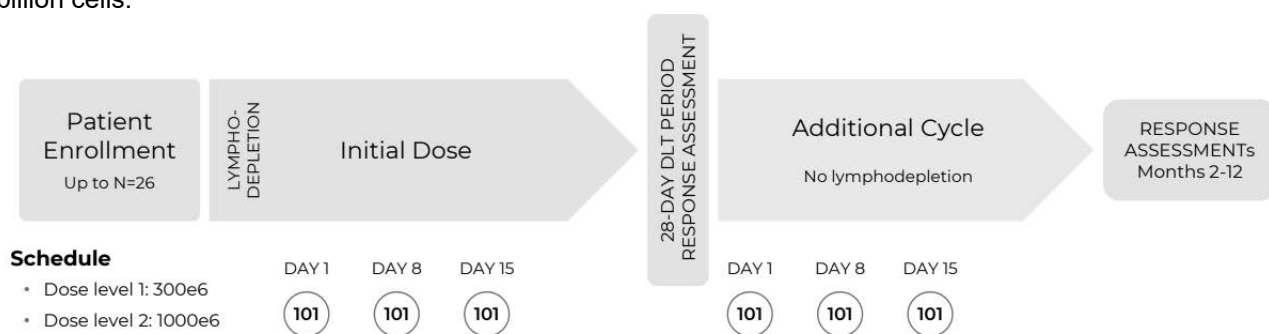 billion cells.
Patient
Enrollment
Up to N=26
LYMPHO-
DEPLETION
Initial Dose
28-DAY DLT PERIOD
RESPONSE ASSESSMENT
Additional Cycle
No lymphodepletion
RESPONSE
ASSESSMENTs
Months 2-12
Schedule
• Dose level 1: 300e6
• Dose level 2: 1000e6
DAY 1 DAY 8 DAY 15
101 101 101
DAY 1 DAY 8 DAY 15
101 101 101